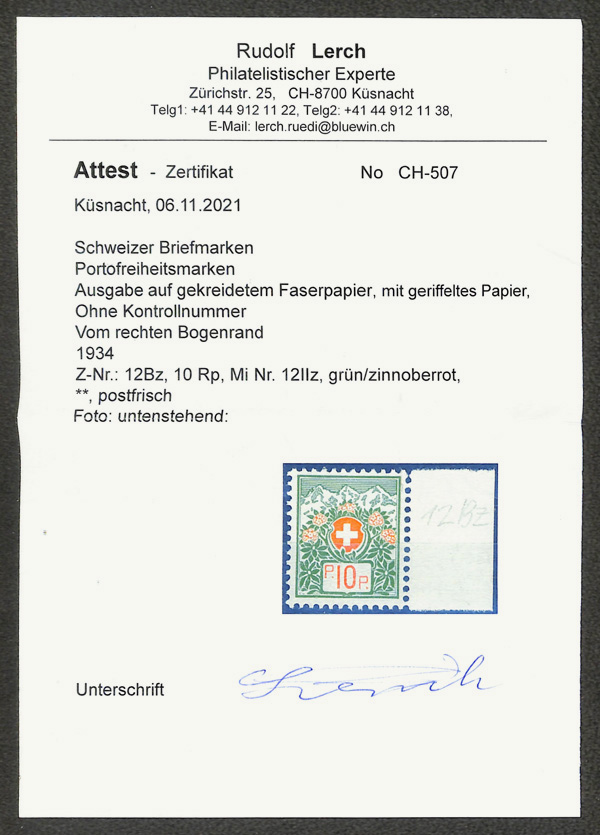 Rudolf Lerch
Philatelistischer Experte
Zürichstr. 25, CH-8700 Küsnacht
Telg1: +41 44 912 11 22, Telg2: +41 44 912 11 38,
E-Mail: lerch.ruedi@bluewin.ch
Attest - Zertifikat No CH-507
Küsnacht, 06.11.2021
Schweizer Briefmarken
Portofreiheitsmarken
Ausgabe auf gekreidetem Faserpapier, mit geriffeltes Papier,
Ohne Kontrollnummer
Vom rechten Bogenrand
1934
Z-Nr.: 12Bz, 10 Rp, Mi Nr. 12IIz, grün/zinnoberrot,
**, postfrisch
Foto: untenstehend:
12Bz
P. 10 P.
Unterschrift